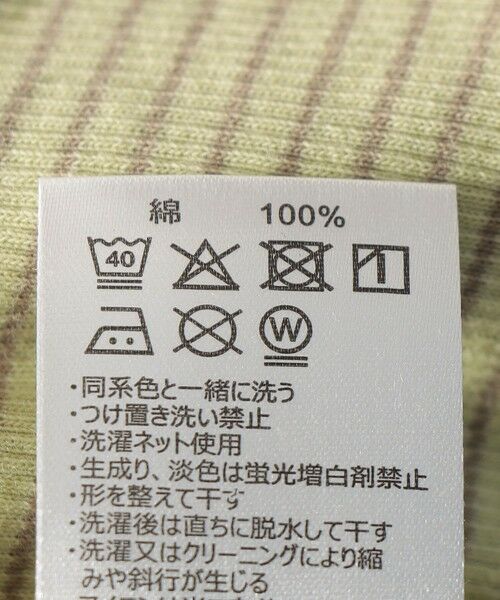 綿 100%
40
W
・同系色と一緒に洗う
・つけ置き洗い禁止
・洗濯ネット使用
・生成り、淡色は蛍光増白剤禁止
・形を整えて干す
・洗濯後は直ちに脱水して干す
・洗濯又はクリーニングにより縮
みや斜行が生じる